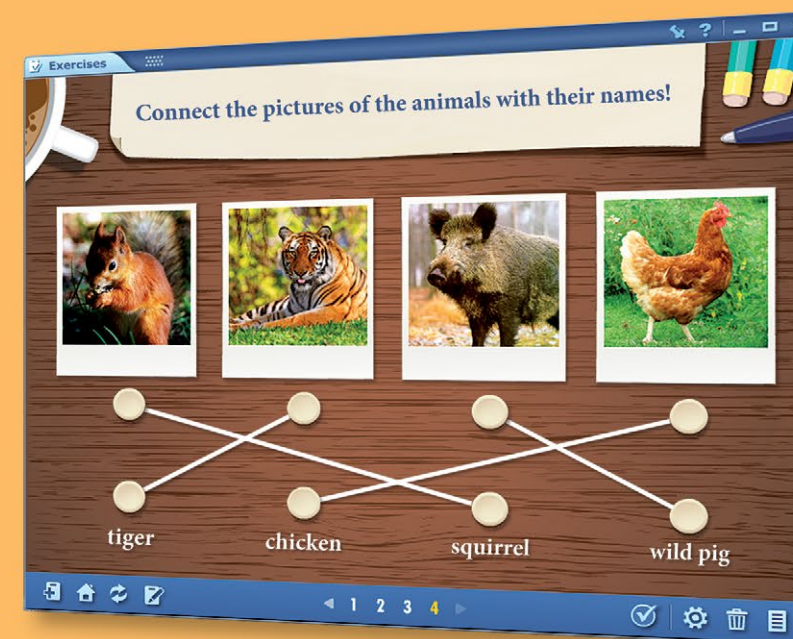 Exercises
?
Connect the pictures of the animals with their names!
tiger
chicken
squirrel
wild pig
1 2 3 4